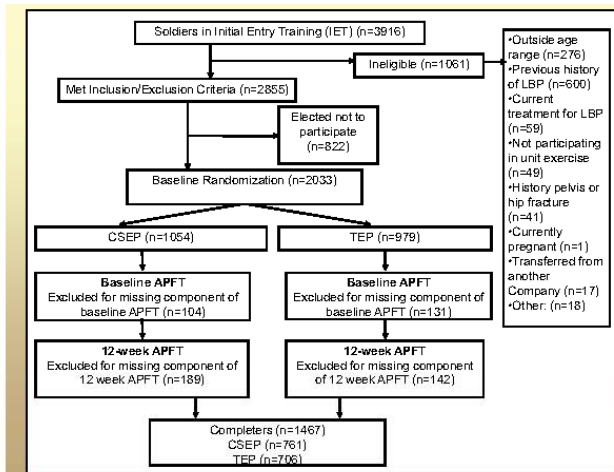 Soldiers in Initial Entry Training (IET) (n=3916)
Ineligible (n=1061)
•Outside age
range (n=276)
•Previous history
of LBP (n=600)
•Current
treatment for LBP
(n=59)
•Not participating
in unit exercise
(n=49)
•History pelvis or
hip fracture
(n=41)
•Currently
pregnant (n=1)
•Transferred from
another
Company (n=17)
•Other: (n=18)
Met Inclusion/Exclusion Criteria (n=2855)
Elected not to
participate
(n=822)
Baseline Randomization (n=2033)
CSEP (n=1054)
TEP (n=979)
Baseline APFT
Excluded for missing component of
baseline APFT (n=104)
Baseline APFT
Excluded for missing component of
baseline APFT (n=131)
12-week APFT
Excluded for missing component of
12 week APFT (n=189)
12-week APFT
Excluded for missing component
of 12 week APFT (n=142)
Completers (n=1467)
CSEP (n=761)
TEP (n=706)